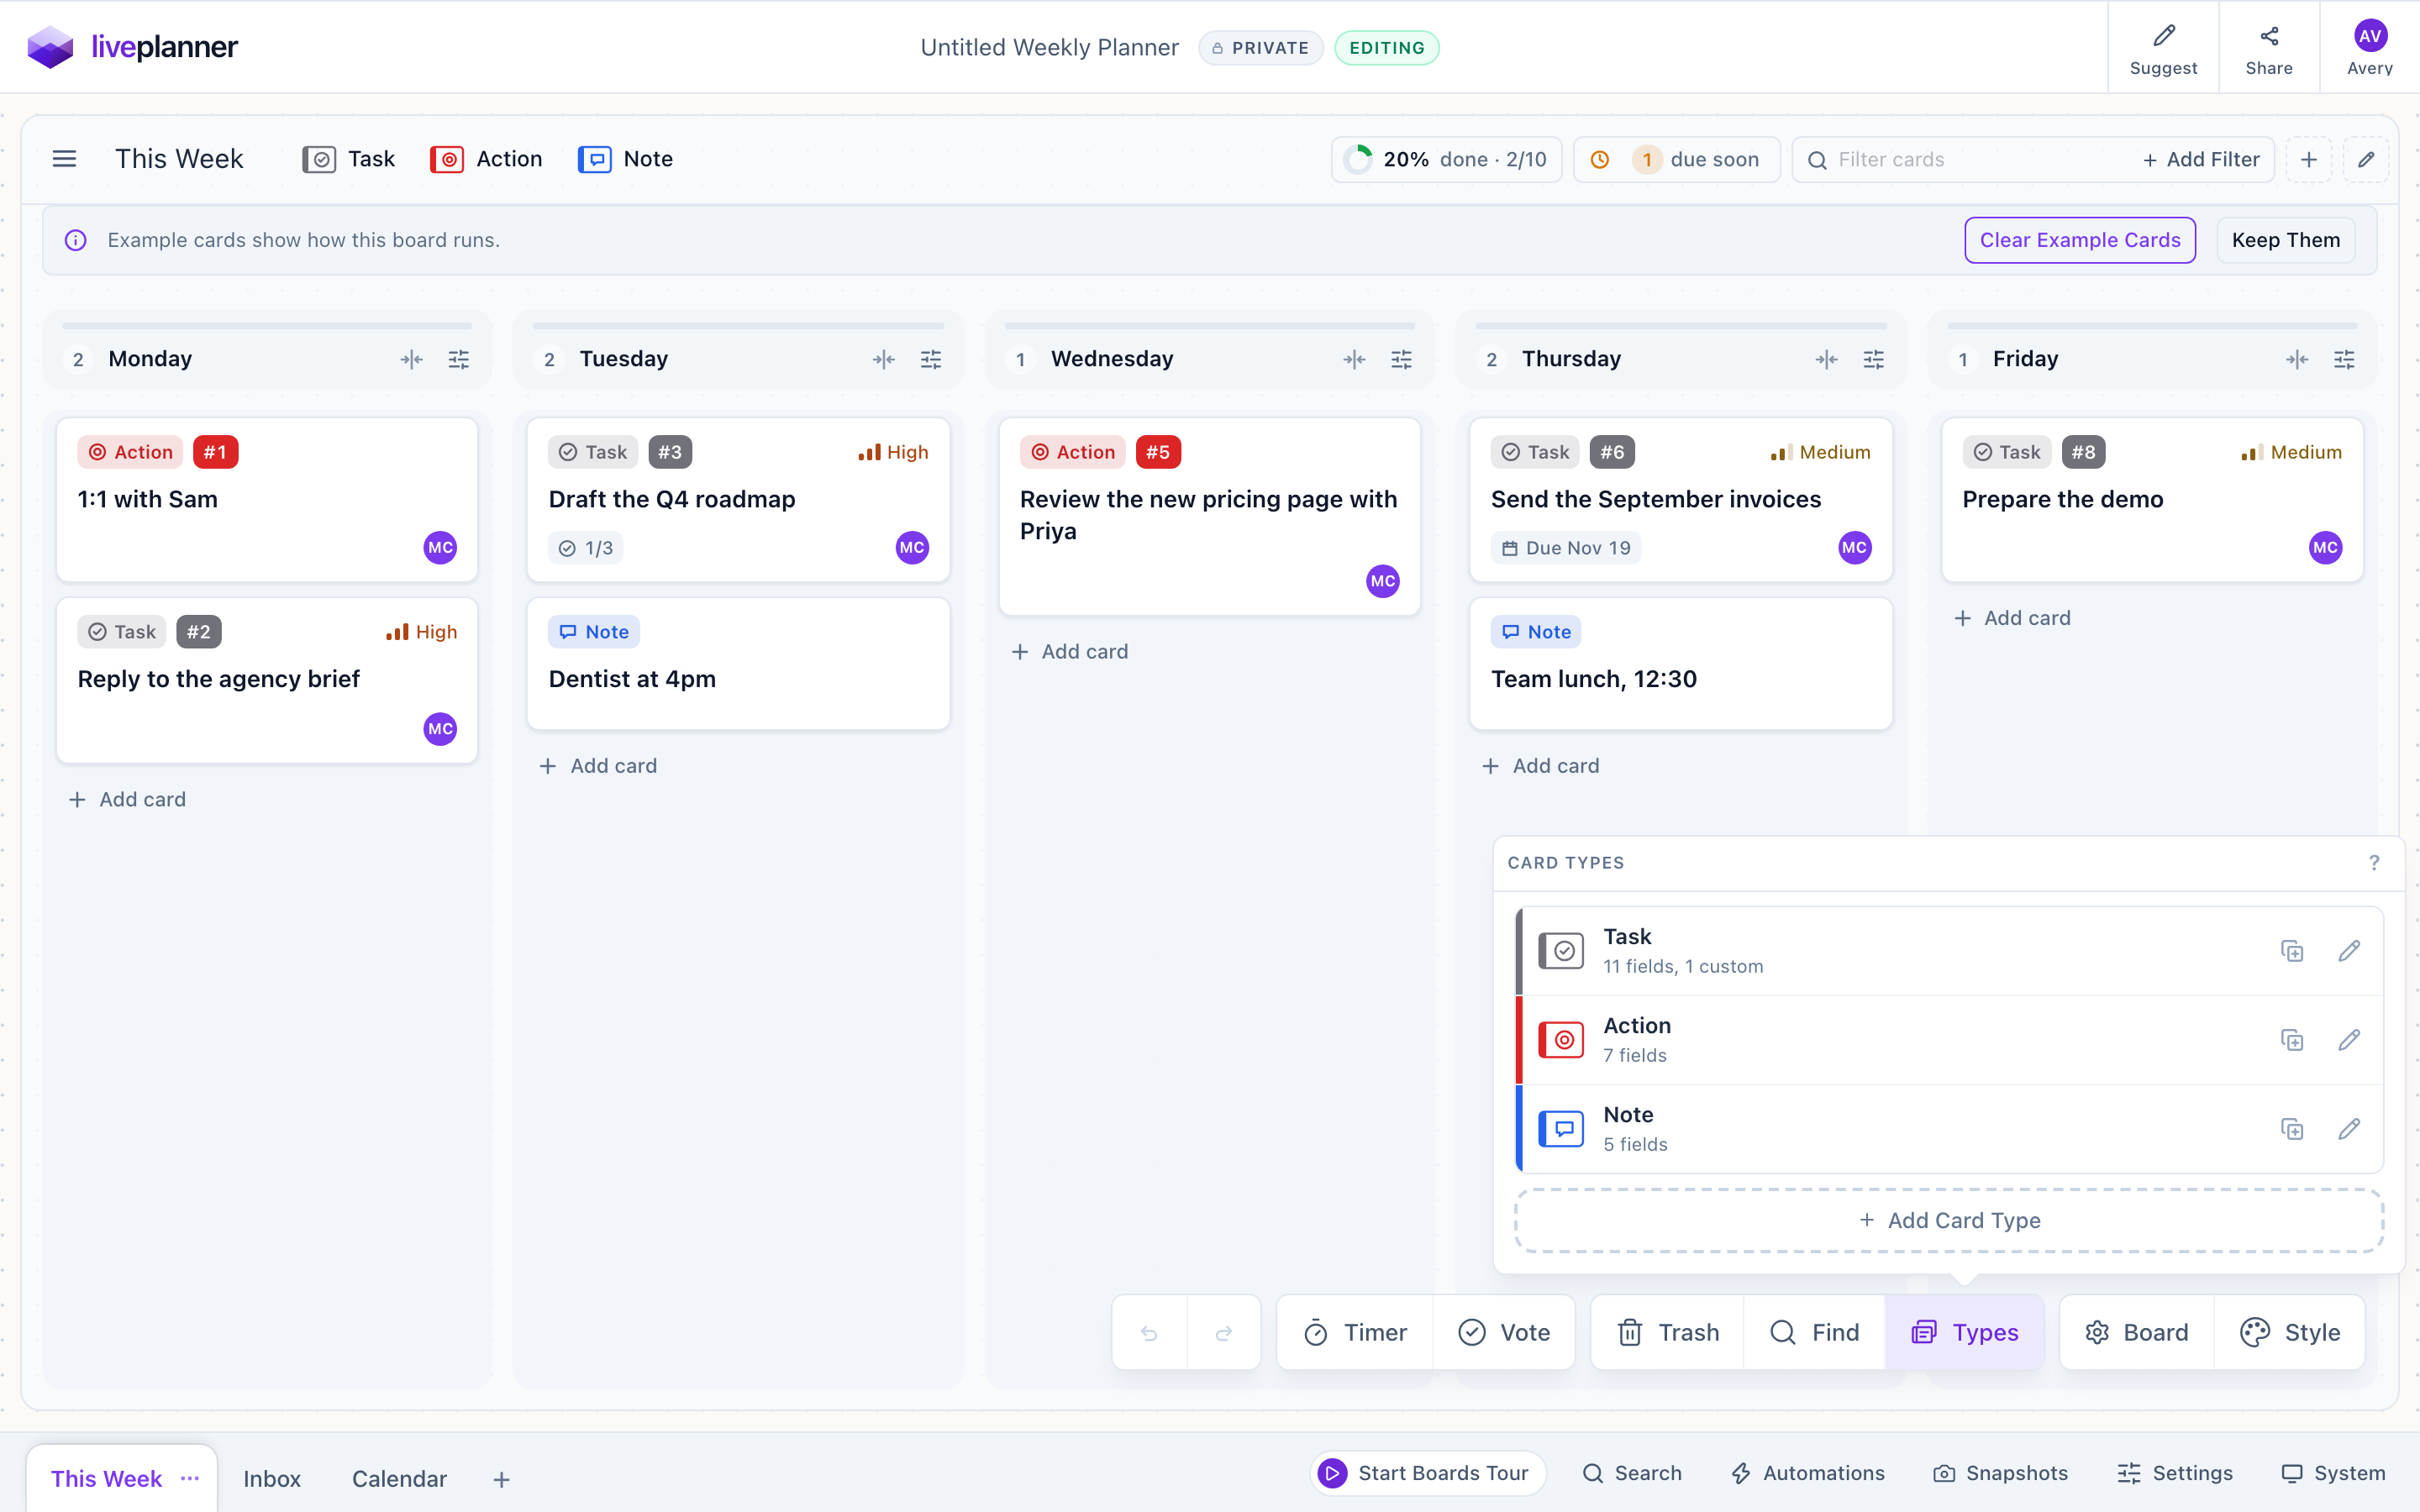 liveplanner
Untitled Weekly Planner
PRIVATE
EDITING
Suggest
Share
AV
Avery
This Week
Task
Action
Note
20% done · 2/10
1 due soon
Filter cards
+ Add Filter
Example cards show how this board runs.
Clear Example Cards
Keep Them
2 Monday
Action #1
1:1 with Sam
MC
Task #2 High
Reply to the agency brief
MC
+ Add card
2 Tuesday
Task #3 High
Draft the Q4 roadmap
1/3
MC
Note
Dentist at 4pm
+ Add card
1 Wednesday
Action #5
Review the new pricing page with
Priya
MC
+ Add card
2 Thursday
Task #6 Medium
Send the September invoices
Due Nov 19
MC
Note
Team lunch, 12:30
+ Add card
1 Friday
Task #8 Medium
Prepare the demo
MC
+ Add card
CARD TYPES ?
Task
11 fields, 1 custom
Action
7 fields
Note
5 fields
+ Add Card Type
Timer
Vote
Trash
Find
Types
Board
Style
This Week ···
Inbox
Calendar
+
Start Boards Tour
Search
Automations
Snapshots
Settings
System